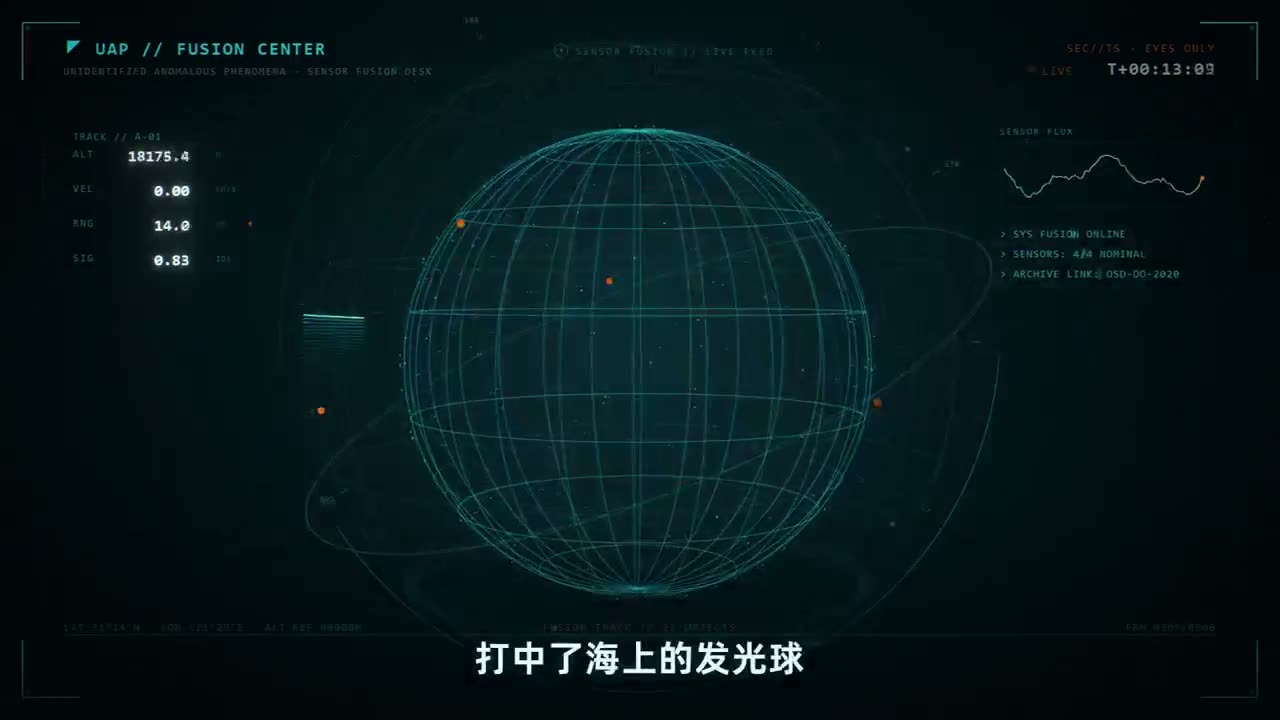 UAP // FUSION CENTER
UNIDENTIFIED ANOMALOUS PHENOMENA - SENSOR FUSION DESK
SENSOR FUSION // LIVE FEED
SEC//TS · EYES ONLY
LIVE T+00:13:09
TRACK // A-01
ALT 18175.4
VEL 0.00
RNG 14.0
SIG 0.83
SENSOR FLUX
> SYS FUSION ONLINE
> SENSORS: 4/4 NOMINAL
> ARCHIVE LINK: OSD-DO-2020
打中了海上的发光球